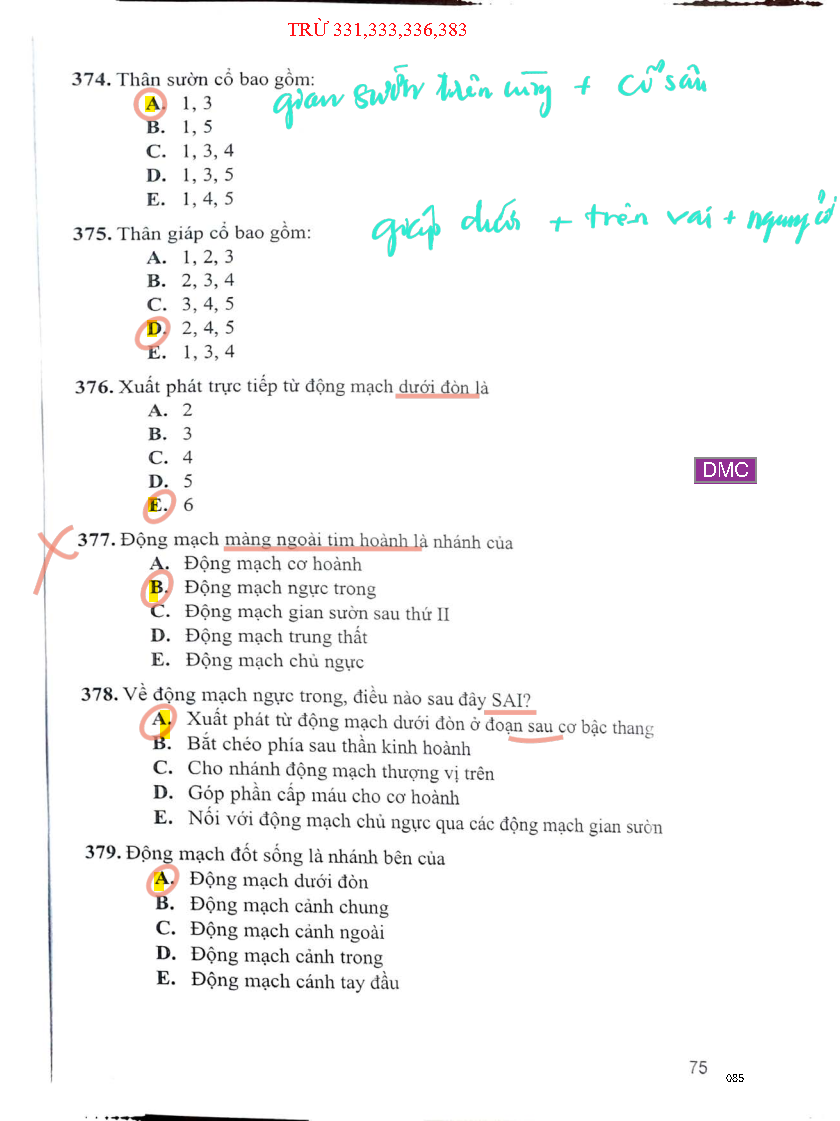 TRỪ 331,333,336,383
374. Thân sườn cổ bao gồm:
gian sườn trên cùng + cổ sâu
A. 1, 3
B. 1, 5
C. 1, 3, 4
D. 1, 3, 5
E. 1, 4, 5
375. Thân giáp cổ bao gồm:
giáp dưới + trên vai + ngang cổ
A. 1, 2, 3
B. 2, 3, 4
C. 3, 4, 5
D. 2, 4, 5
E. 1, 3, 4
376. Xuất phát trực tiếp từ động mạch dưới đòn là
A. 2
B. 3
C. 4
DMC
D. 5
E. 6
377. Động mạch màng ngoài tim hoành là nhánh của
A. Động mạch cơ hoành
B. Động mạch ngực trong
C. Động mạch gian sườn sau thứ II
D. Động mạch trung thất
E. Động mạch chủ ngực
378. Về động mạch ngực trong, điều nào sau đây SAI?
A. Xuất phát từ động mạch dưới đòn ở đoạn sau cơ bậc thang
B. Bắt chéo phía sau thần kinh hoành
C. Cho nhánh động mạch thượng vị trên
D. Góp phần cấp máu cho cơ hoành
E. Nối với động mạch chủ ngực qua các động mạch gian sườn
379. Động mạch đốt sống là nhánh bên của
A. Động mạch dưới đòn
B. Động mạch cảnh chung
C. Động mạch cảnh ngoài
D. Động mạch cảnh trong
E. Động mạch cánh tay đầu
75
085